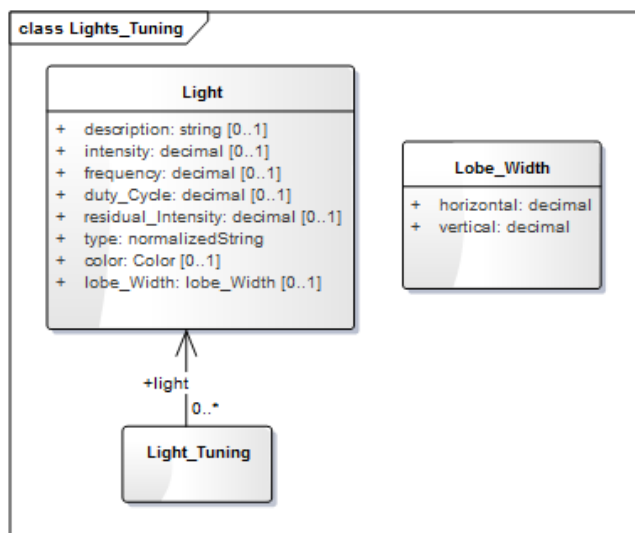 class Lights_Tuning
Light
+ description: string [0..1]
+ intensity: decimal [0..1]
+ frequency: decimal [0..1]
+ duty_Cycle: decimal [0..1]
+ residual_Intensity: decimal [0..1]
+ type: normalizedString
+ color: Color [0..1]
+ lobe_Width: lobe_Width [0..1]
Lobe_Width
+ horizontal: decimal
+ vertical: decimal
+light
0..*
Light_Tuning